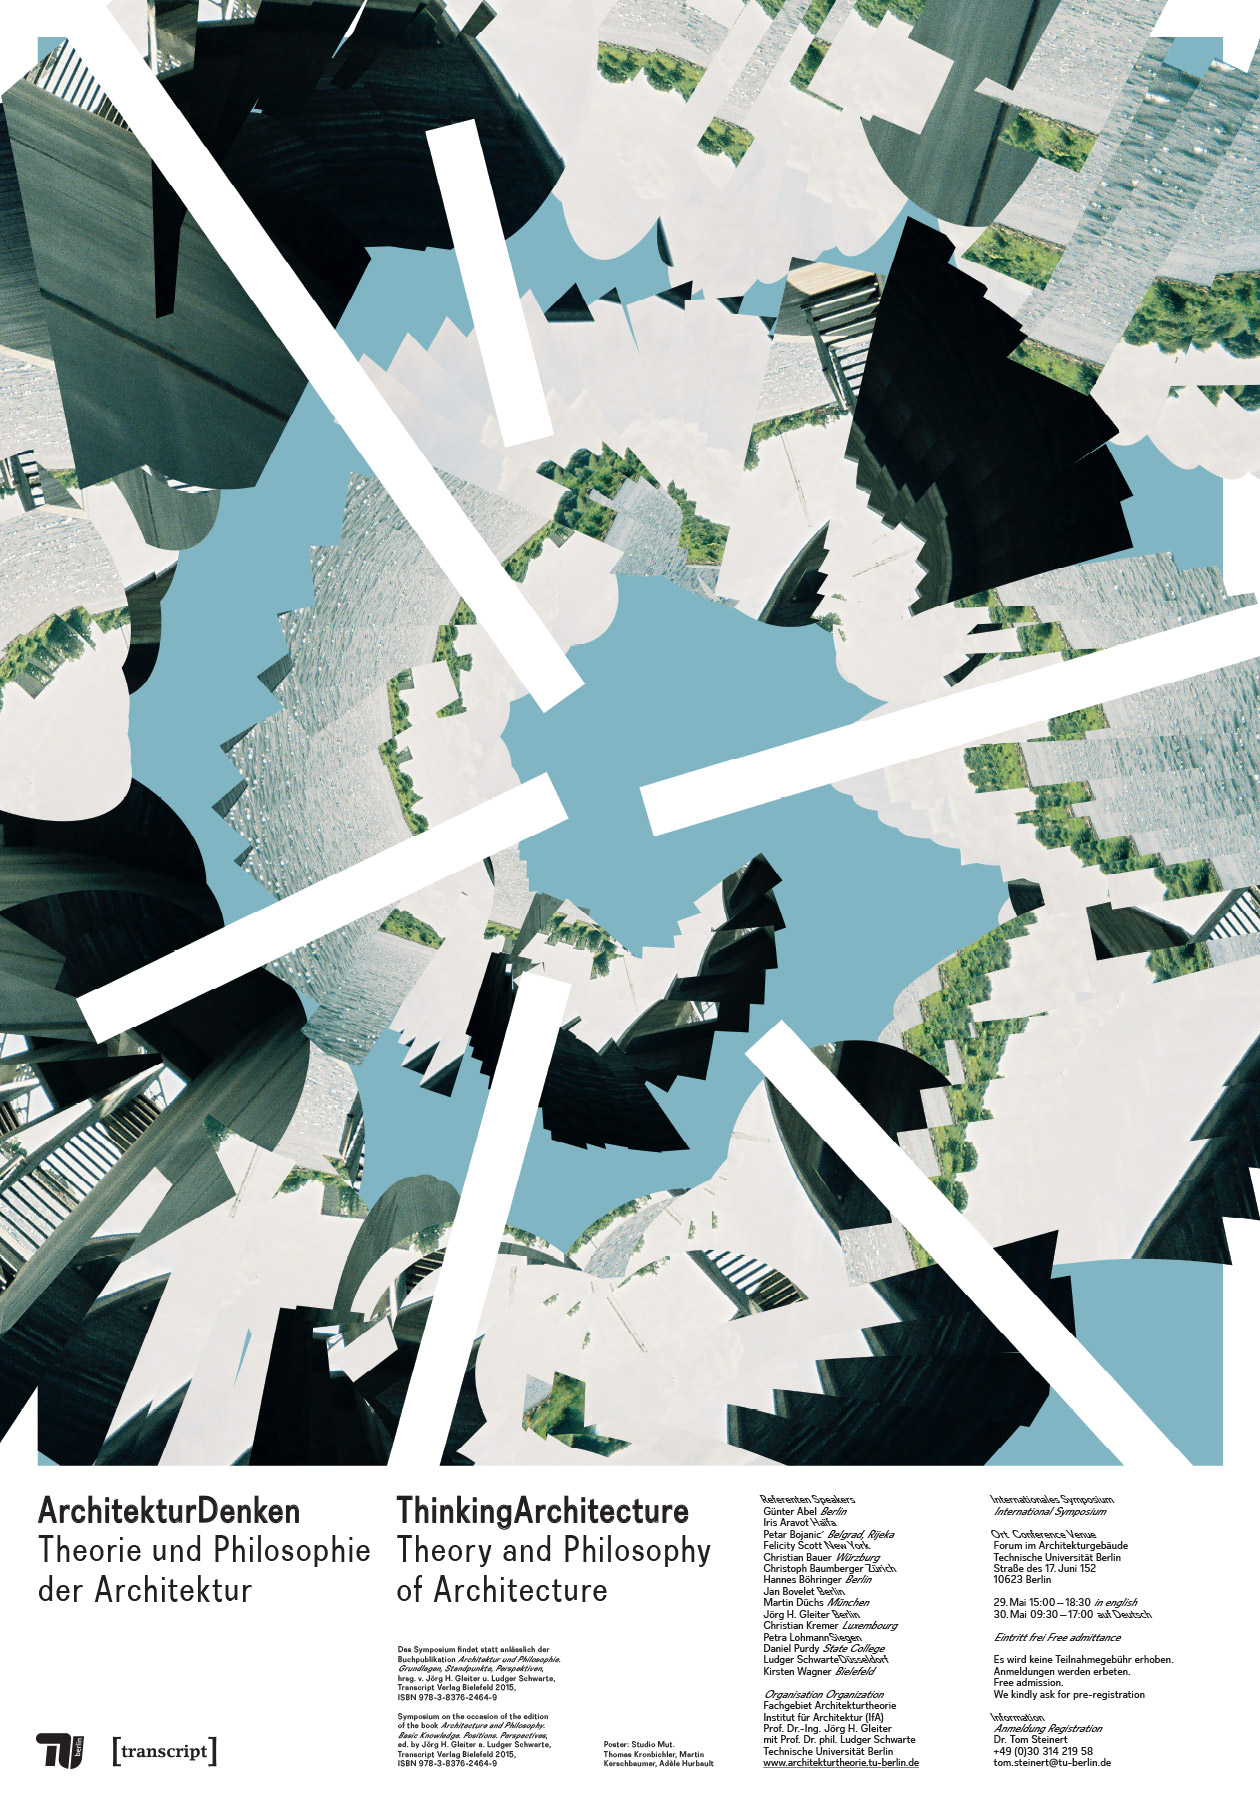 ArchitekturDenken
Theorie und Philosophie
der Architektur
ThinkingArchitecture
Theory and Philosophy
of Architecture
Das Symposium findet statt anlässlich der
Buchpublikation Architektur und Philosophie.
Grundlagen, Standpunkte, Perspektiven,
hrsg. v. Jörg H. Gleiter u. Ludger Schwarte,
Transcript Verlag Bielefeld 2015,
ISBN 978-3-8376-2464-9
Symposium on the occasion of the edition
of the book Architecture and Philosophy.
Basic Knowledge. Positions. Perspectives,
ed. by Jörg H. Gleiter a. Ludger Schwarte,
Transcript Verlag Bielefeld 2015,
ISBN 978-3-8376-2464-9
Poster: Studio Mut.
Thomas Kronbichler, Martin
Kerschbaumer, Adèle Hurbault
Referenten Speakers
Günter Abel Berlin
Iris Aravot Haifa
Petar Bojanic´ Belgrad, Rijeka
Felicity Scott New York
Christian Bauer Würzburg
Christoph Baumberger Zürich
Hannes Böhringer Berlin
Jan Bovelet Berlin
Martin Düchs München
Jörg H. Gleiter Berlin
Christian Kremer Luxembourg
Petra Lohmann Siegen
Daniel Purdy State College
Ludger Schwarte Düsseldorf
Kirsten Wagner Bielefeld
Organisation Organization
Fachgebiet Architekturtheorie
Institut für Architektur (IfA)
Prof. Dr.-Ing. Jörg H. Gleiter
mit Prof. Dr. phil. Ludger Schwarte
Technische Universität Berlin
www.architekturtheorie.tu-berlin.de
Internationales Symposium
International Symposium
Ort Conference Venue
Forum im Architekturgebäude
Technische Universität Berlin
Straße des 17. Juni 152
10623 Berlin
29. Mai 15:00 – 18:30 in english
30. Mai 09:30 – 17:00 auf Deutsch
Eintritt frei Free admittance
Es wird keine Teilnahmegebühr erhoben.
Anmeldungen werden erbeten.
Free admission.
We kindly ask for pre-registration
Information
Anmeldung Registration
Dr. Tom Steinert
+49 (0)30 314 219 58
tom.steinert@tu-berlin.de
TU berlin
[transcript]